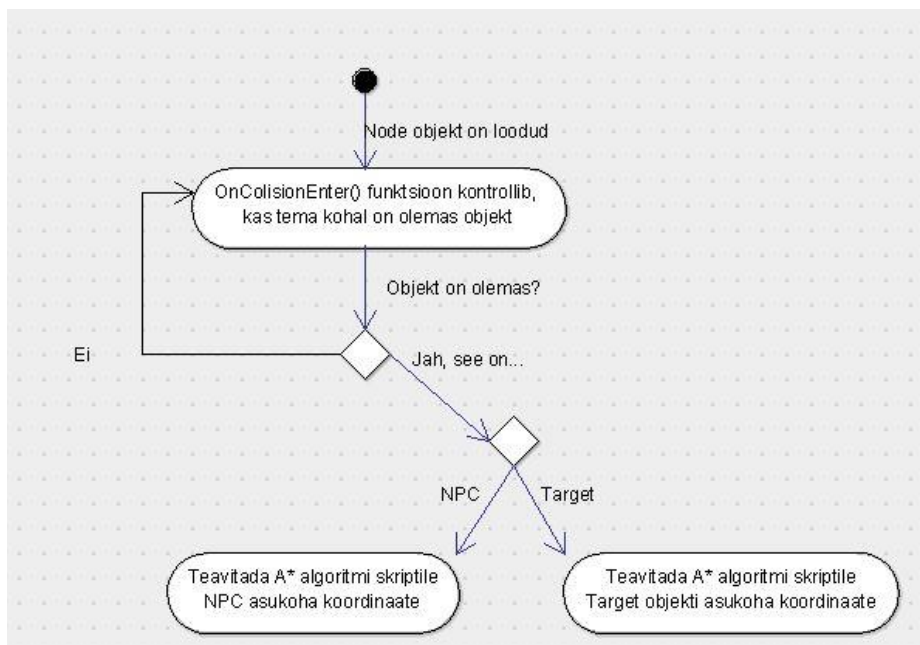 Node objekt on loodud
OnColisionEnter() funktsioon kontrollib,
kas tema kohal on olemas objekt
Objekt on olemas?
Ei
Jah, see on...
NPC
Target
Teavitada A* algoritmi skriptile
NPC asukoha koordinaate
Teavitada A* algoritmi skriptile
Target objekti asukoha koordinaate